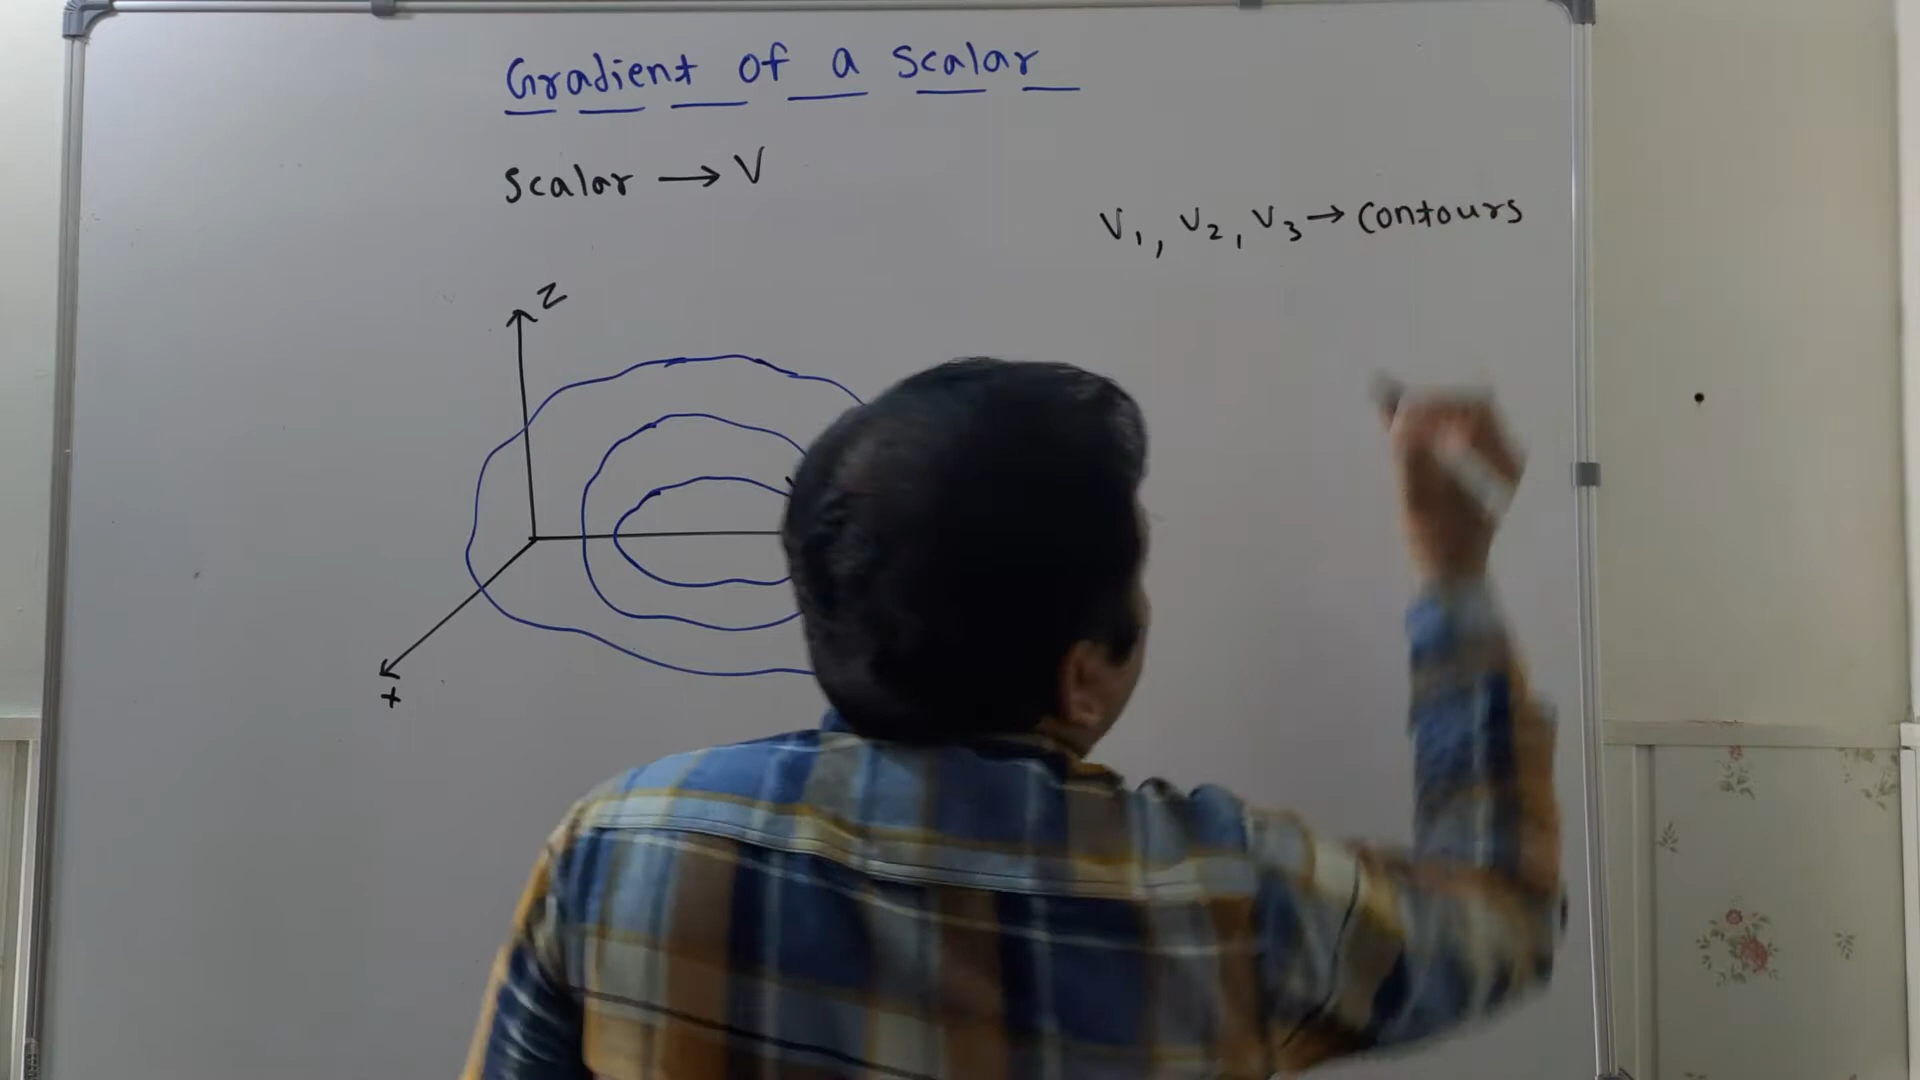 Gradient of a Scalar
Scalar → V
V₁, V₂, V₃ → Contours
Z
x